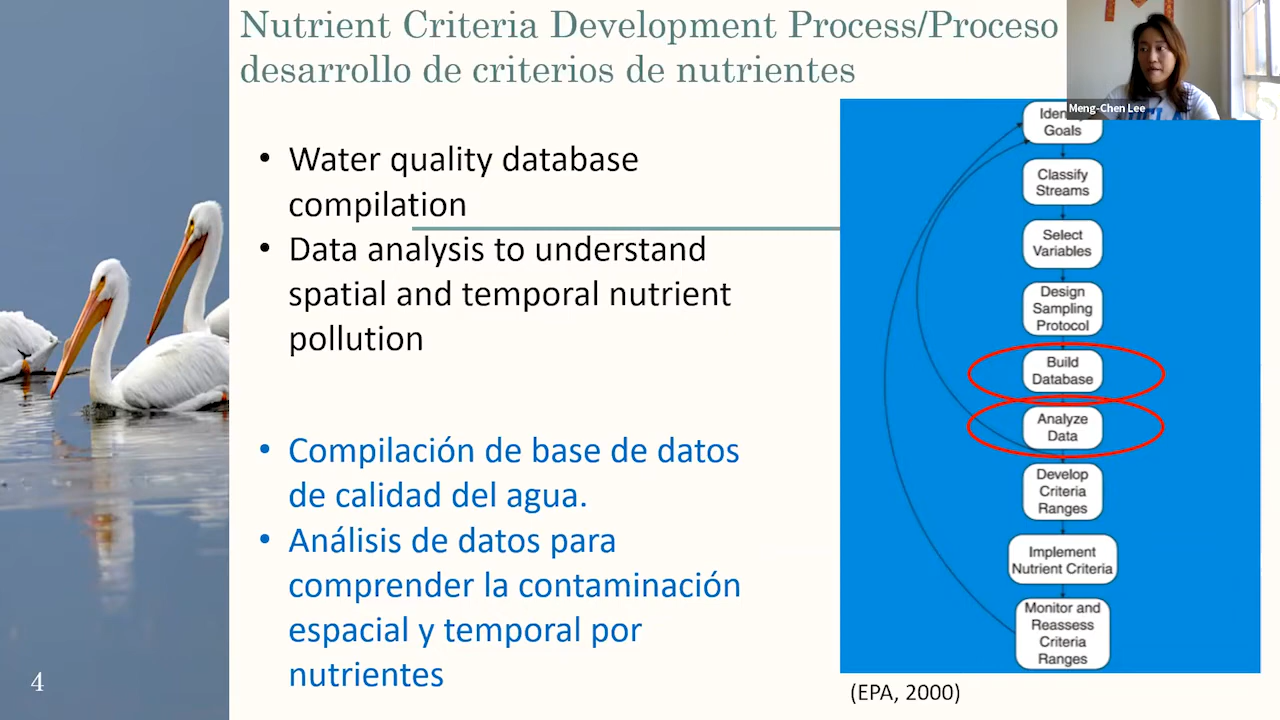 Nutrient Criteria Development Process/Proceso
desarrollo de criterios de nutrientes
Meng-Chen Lee
• Water quality database
compilation
• Data analysis to understand
spatial and temporal nutrient
pollution
• Compilación de base de datos
de calidad del agua.
• Análisis de datos para
comprender la contaminación
espacial y temporal por
nutrientes
Goals
Classify
Streams
Select
Variables
Design
Sampling
Protocol
Build
Database
Analyze
Data
Develop
Criteria
Ranges
Implement
Nutrient Criteria
Monitor and
Reassess
Criteria
Ranges
(EPA, 2000)
4